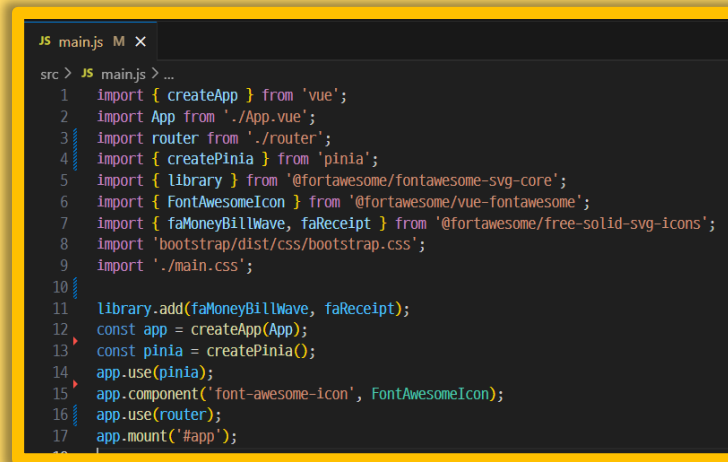 JS main.js M ×
src > JS main.js > ...
1 import { createApp } from 'vue';
2 import App from './App.vue';
3 import router from './router';
4 import { createPinia } from 'pinia';
5 import { library } from '@fortawesome/fontawesome-svg-core';
6 import { FontAwesomeIcon } from '@fortawesome/vue-fontawesome';
7 import { faMoneyBillWave, faReceipt } from '@fortawesome/free-solid-svg-icons';
8 import 'bootstrap/dist/css/bootstrap.css';
9 import './main.css';
10
11 library.add(faMoneyBillWave, faReceipt);
12 const app = createApp(App);
13 const pinia = createPinia();
14 app.use(pinia);
15 app.component('font-awesome-icon', FontAwesomeIcon);
16 app.use(router);
17 app.mount('#app');